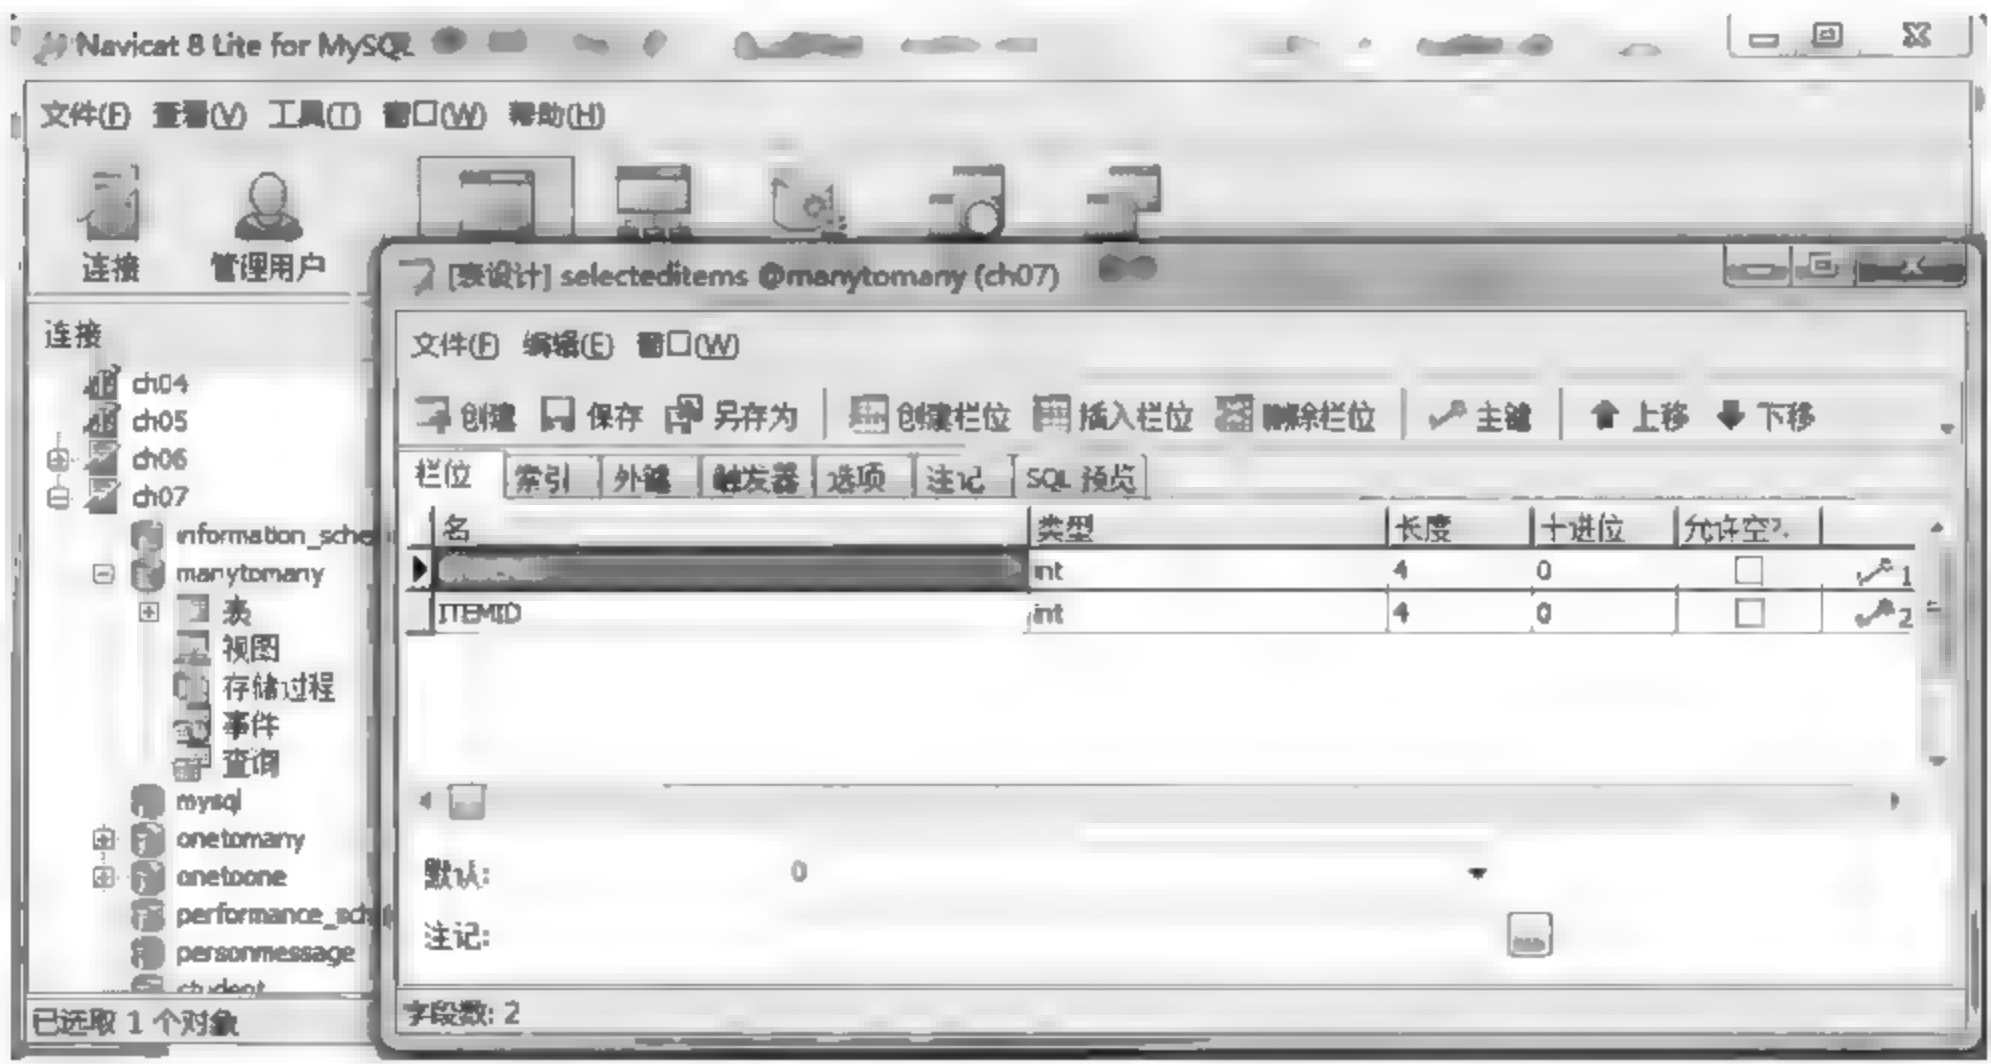 Navicat 8 Lite for MySQL
文件(F) 查看(V) 工具(T) 窗口(W) 帮助(H)
连接 管理用户
[表设计] selecteditems @manytomany (ch07)
连接
ch04
ch05
ch06
ch07
information_sche
manytomany
表
视图
存储过程
事件
查询
mysql
onetomany
onetoone
performance_sch
personmessage
student
已选取 1 个对象
文件(F) 编辑(E) 窗口(W)
创建 保存 另存为 创建栏位 插入栏位 删除栏位 主键 上移 下移
栏位 索引 外键 触发器 选项 注记 SQL 预览
名 类型 长度 十进位 允许空?
int 4 0 1
ITEMID int 4 0 2
默认: 0
注记:
字段数: 2